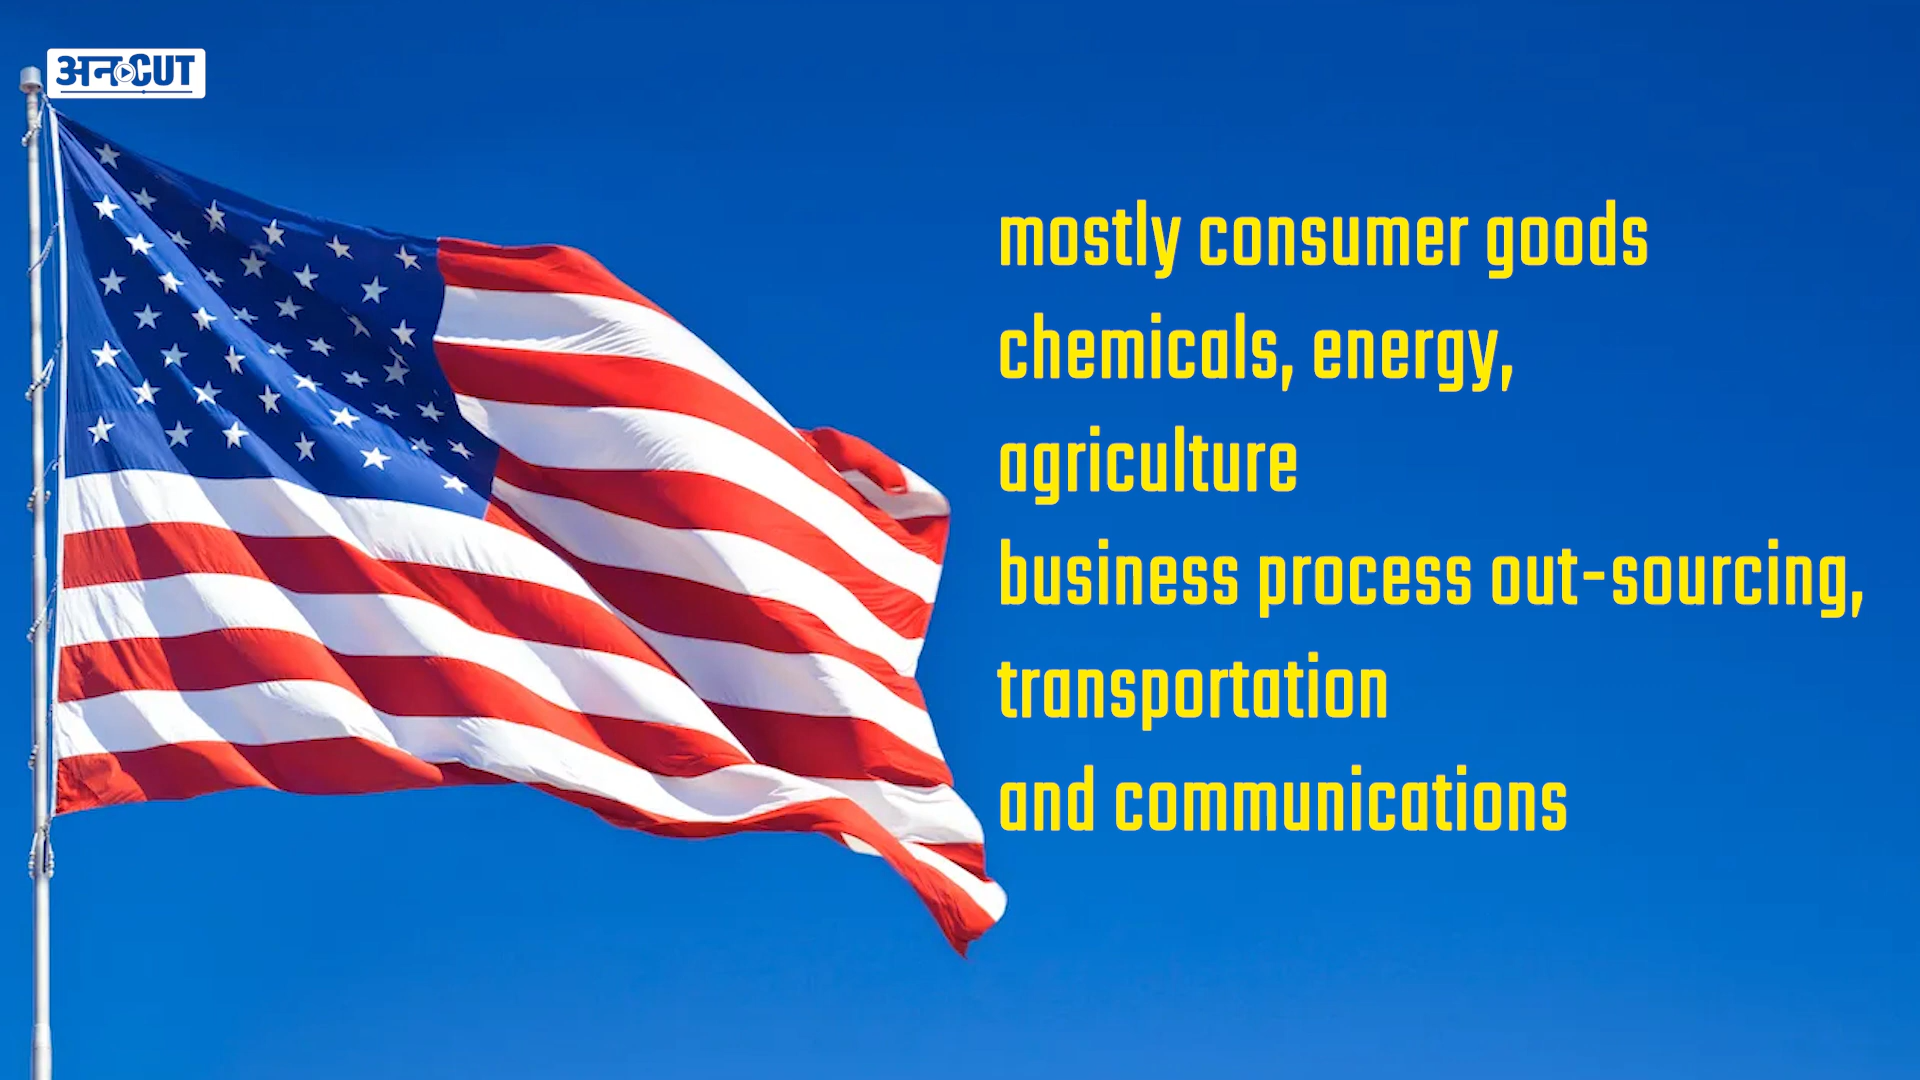 अनCUT
mostly consumer goods
chemicals, energy,
agriculture
business process out-sourcing,
transportation
and communications